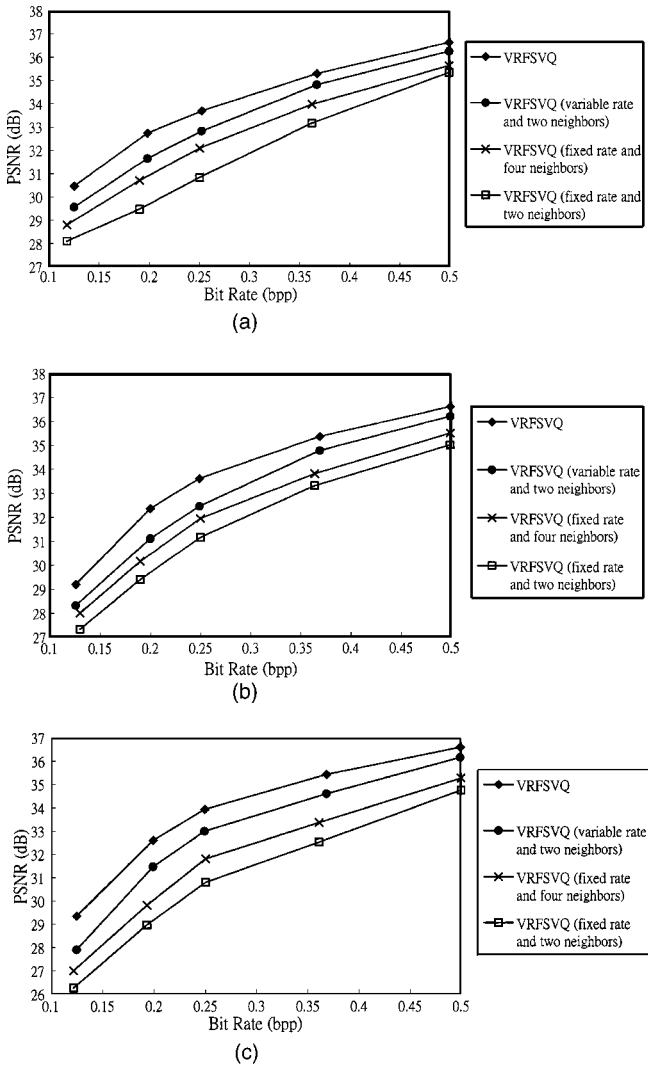 38
37
36
35
34
33
32
31
30
29
28
27
PSNR (dB)
0.1
0.15
0.2
0.25
0.3
0.35
0.4
0.45
0.5
Bit Rate (bpp)
VRFSVQ
VRFSVQ (variable rate
and two neighbors)
VRFSVQ (fixed rate and
four neighbors)
VRFSVQ (fixed rate and
two neighbors)
(a)
38
37
36
35
34
33
32
31
30
29
28
27
PSNR (dB)
0.1
0.15
0.2
0.25
0.3
0.35
0.4
0.45
0.5
Bit Rate (bpp)
VRFSVQ
VRFSVQ (variable rate
and two neighbors)
VRFSVQ (fixed rate
and four neighbors)
VRFSVQ (fixed rate
and two neighbors)
(b)
37
36
35
34
33
32
31
30
29
28
27
26
PSNR (dB)
0.1
0.15
0.2
0.25
0.3
0.35
0.4
0.45
0.5
Bit Rate (bpp)
VRFSVQ
VRFSVQ (variable rate
and two neighbors)
VRFSVQ (fixed rate
and four neighbors)
VRFSVQ (fixed rate
and two neighbors)
(c)